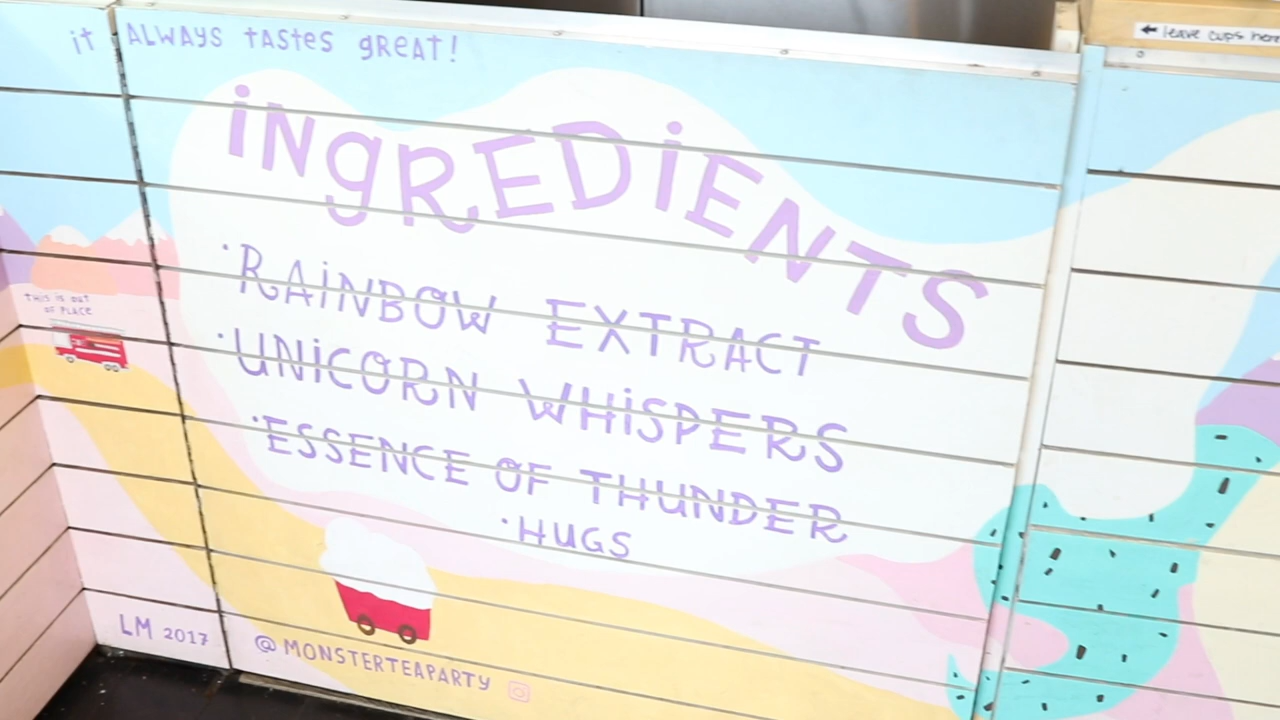 it ALWAYS tAStes gREAt!
← leave cups here
iNgREDiENTS
·RAiNBOW EXTRACT
·UNiCORN WHiSPERS
·ESSENCE OF THUNDER
·HUGS
THIS IS OUT
OF PLACE
LM 2017
@MONSTERTEAPARTY